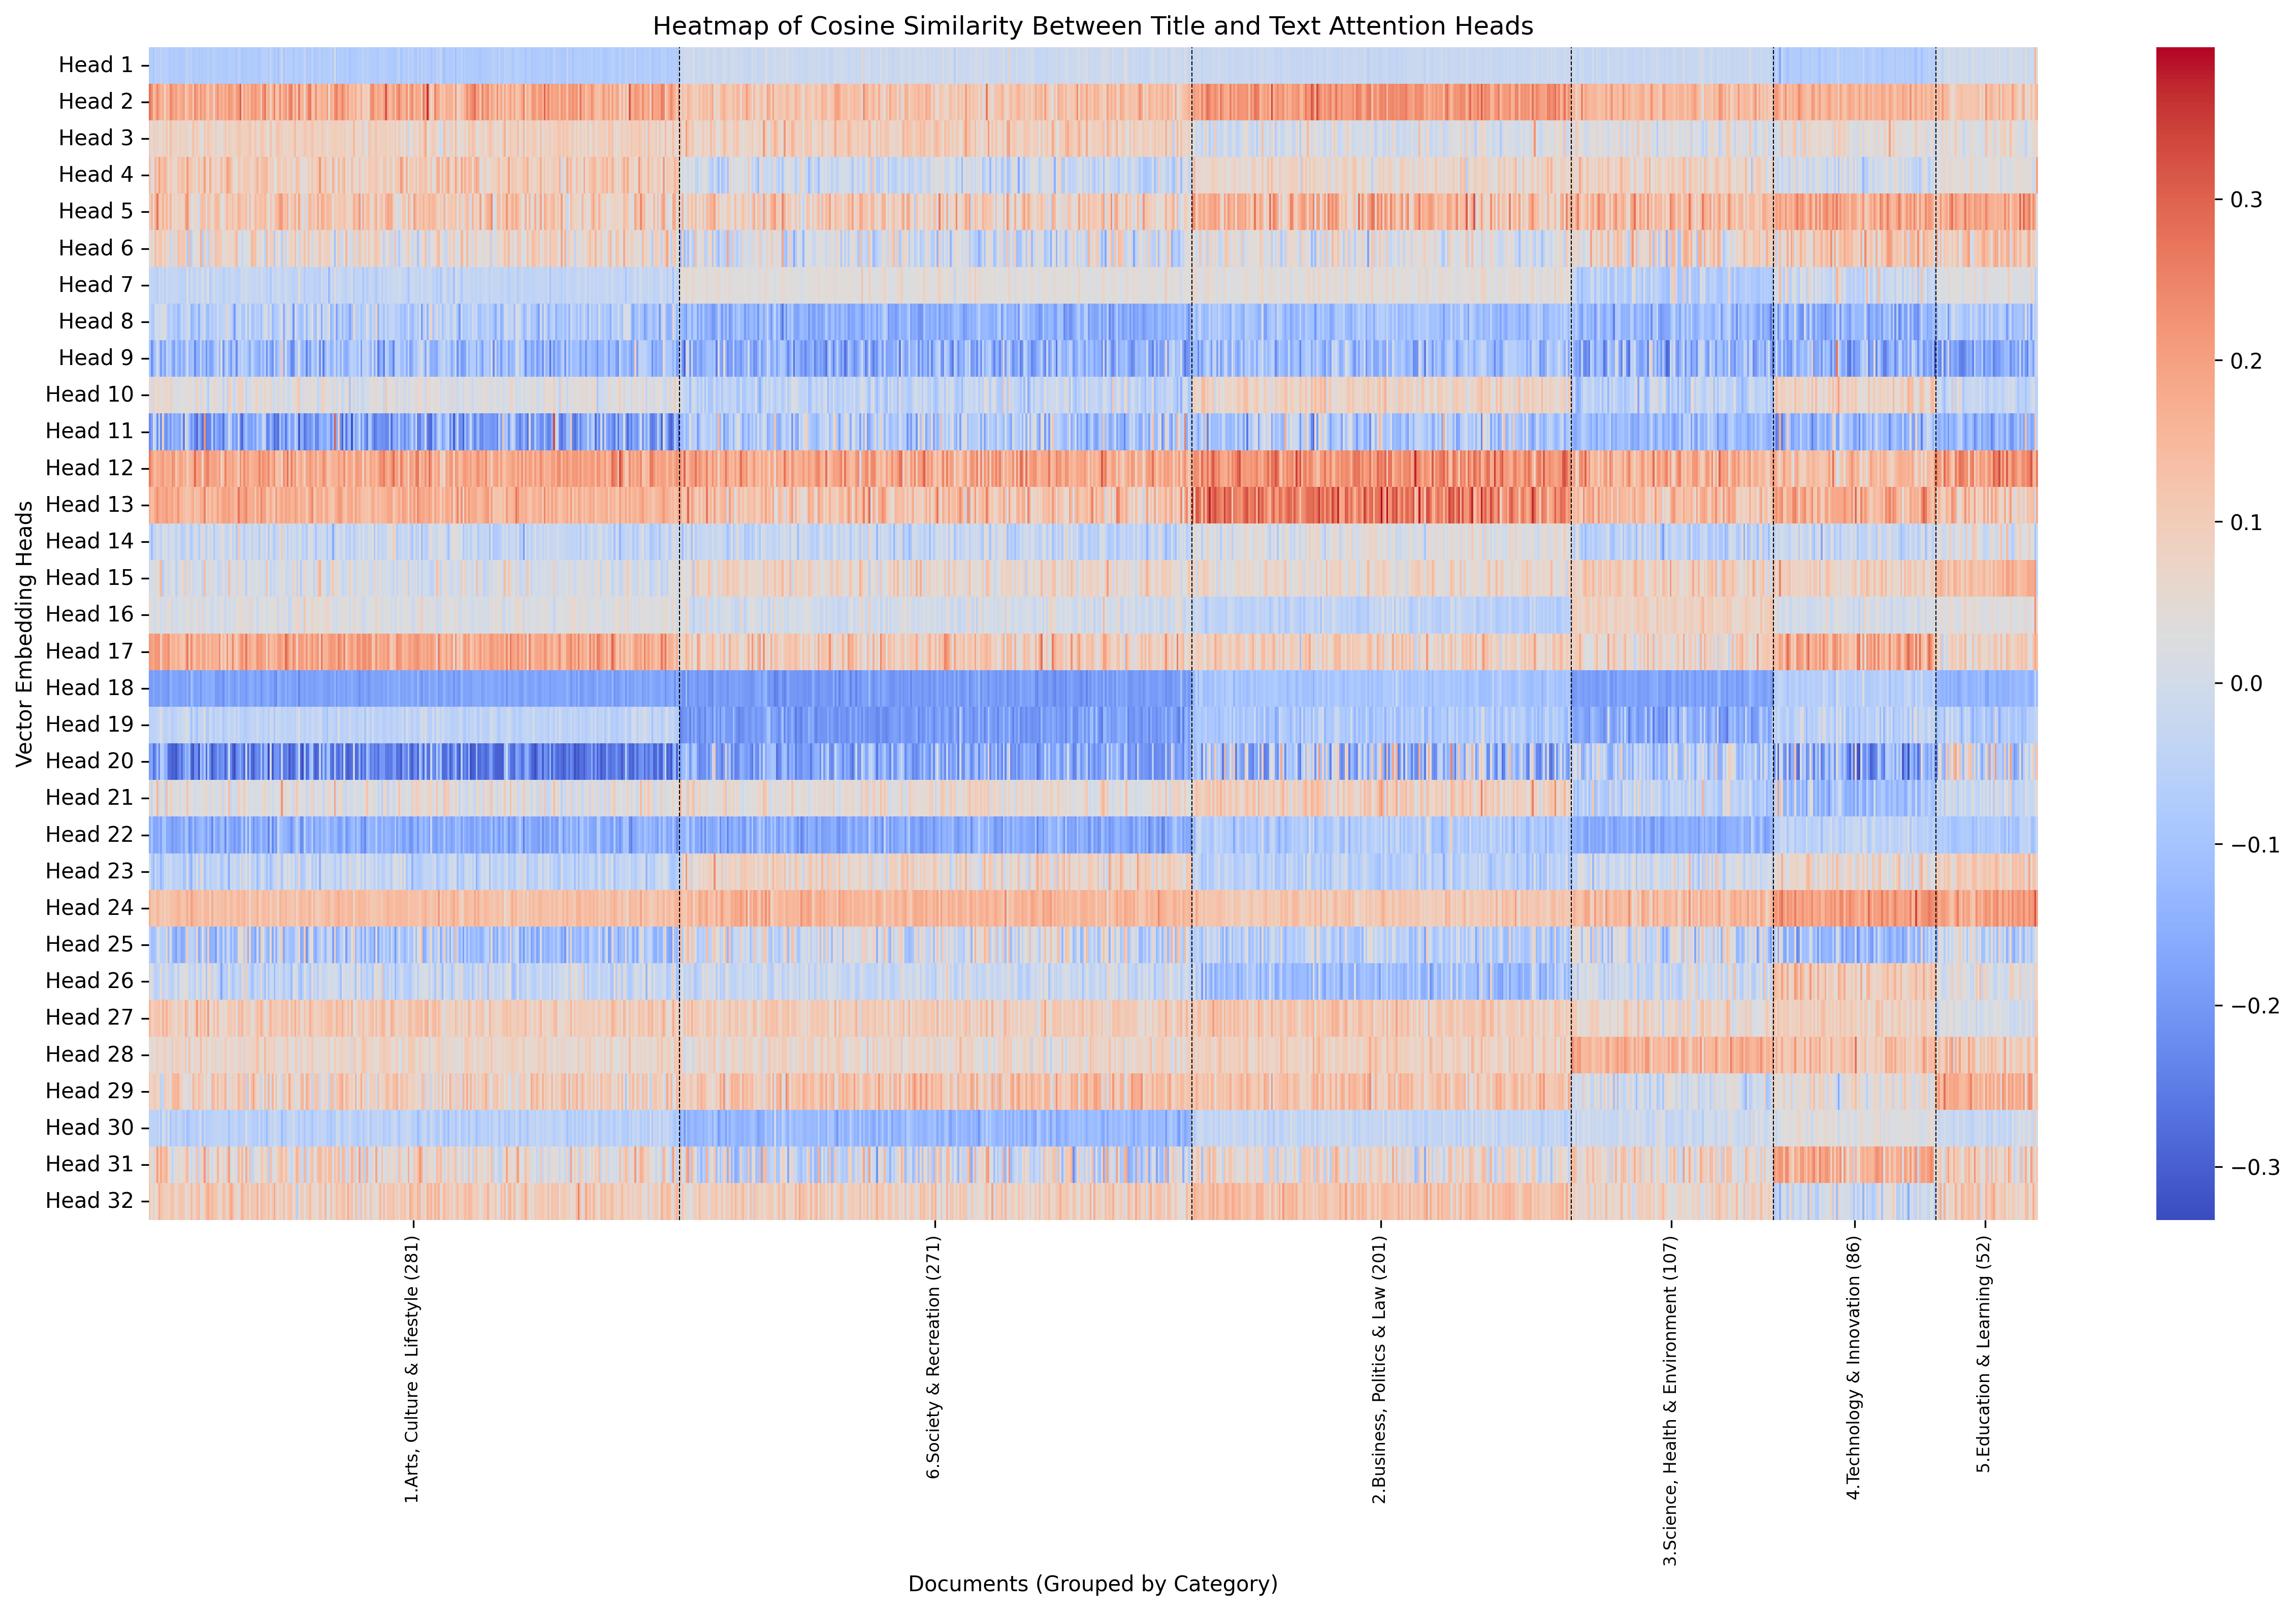 Heatmap of Cosine Similarity Between Title and Text Attention Heads
Vector Embedding Heads
Head 1
Head 2
Head 3
Head 4
Head 5
Head 6
Head 7
Head 8
Head 9
Head 10
Head 11
Head 12
Head 13
Head 14
Head 15
Head 16
Head 17
Head 18
Head 19
Head 20
Head 21
Head 22
Head 23
Head 24
Head 25
Head 26
Head 27
Head 28
Head 29
Head 30
Head 31
Head 32
0.3
0.2
0.1
0.0
−0.1
−0.2
−0.3
1.Arts, Culture & Lifestyle (281)
6.Society & Recreation (271)
2.Business, Politics & Law (201)
3.Science, Health & Environment (107)
4.Technology & Innovation (86)
5.Education & Learning (52)
Documents (Grouped by Category)